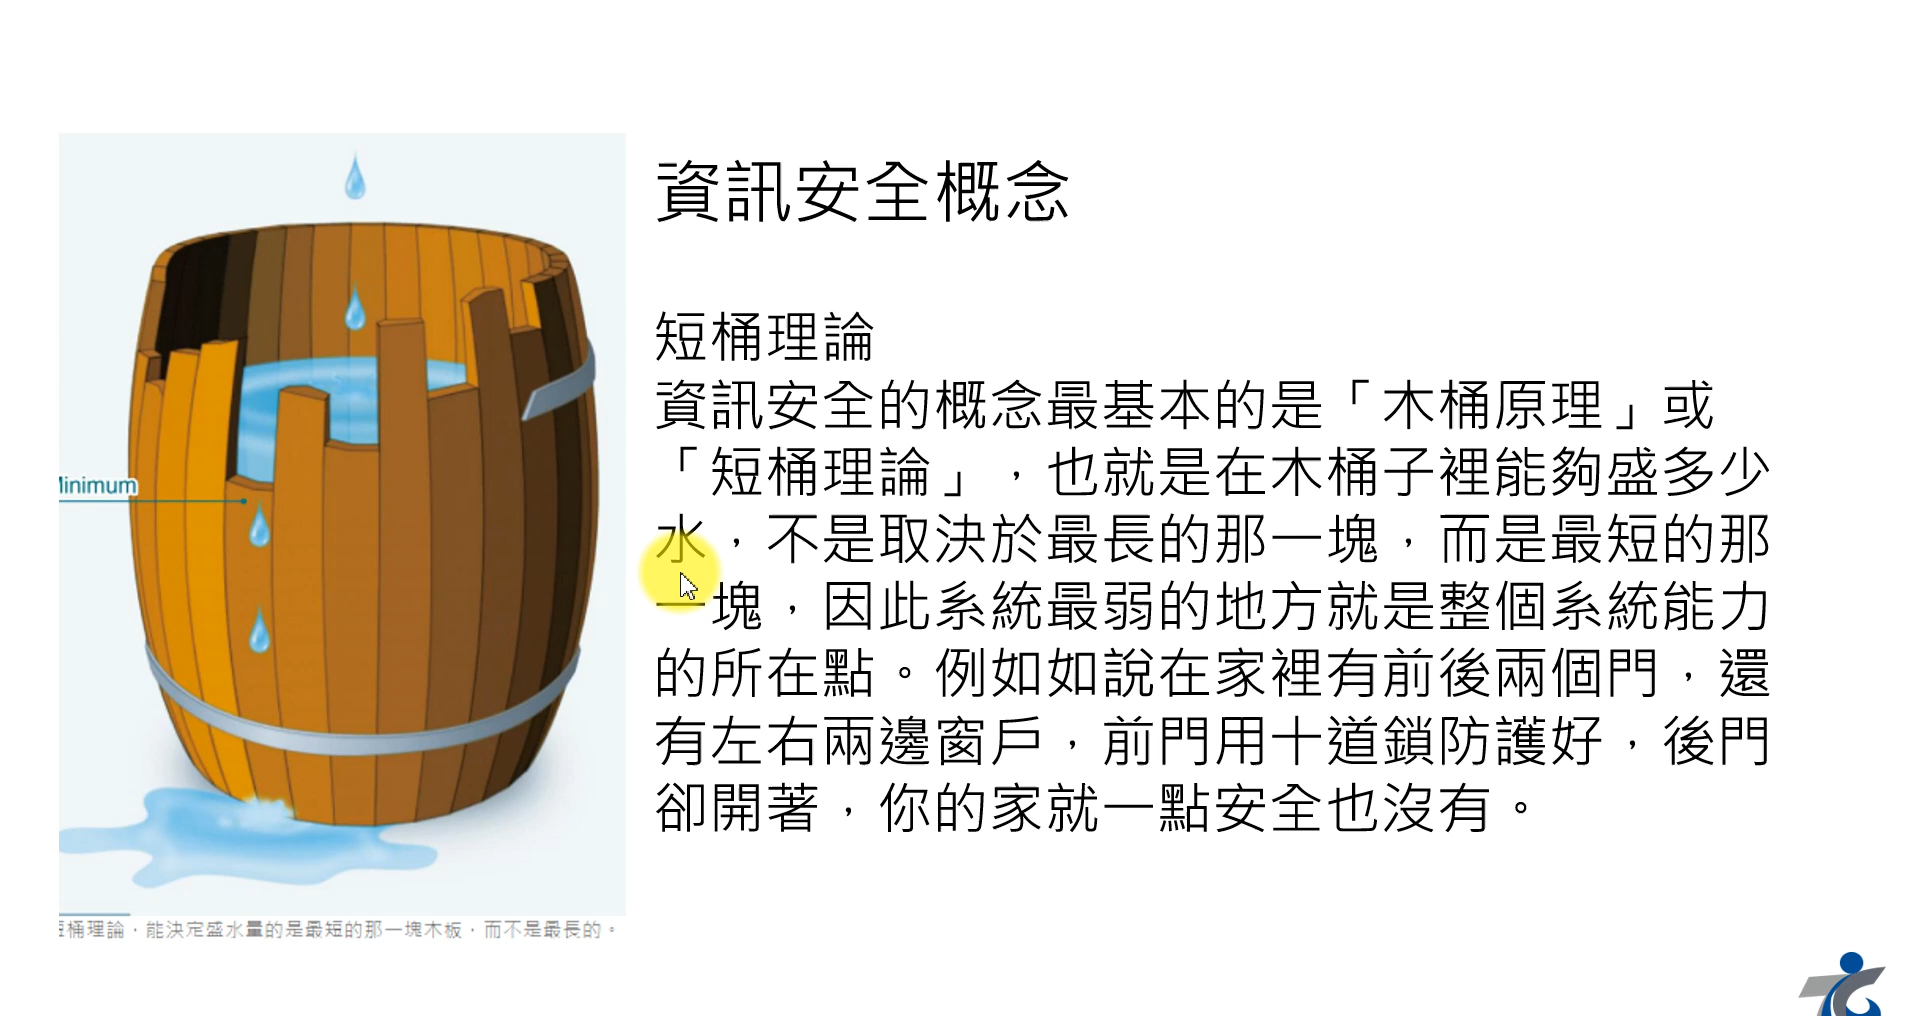 資訊安全概念
短桶理論
資訊安全的概念最基本的是「木桶原理」或
「短桶理論」，也就是在木桶子裡能夠盛多少
水，不是取決於最長的那一塊，而是最短的那
一塊，因此系統最弱的地方就是整個系統能力
的所在點。例如如說在家裡有前後兩個門，還
有左右兩邊窗戶，前門用十道鎖防護好，後門
卻開著，你的家就一點安全也沒有。
inimum
桶理論，能決定盛水量的是最短的那一塊木板，而不是最長的。